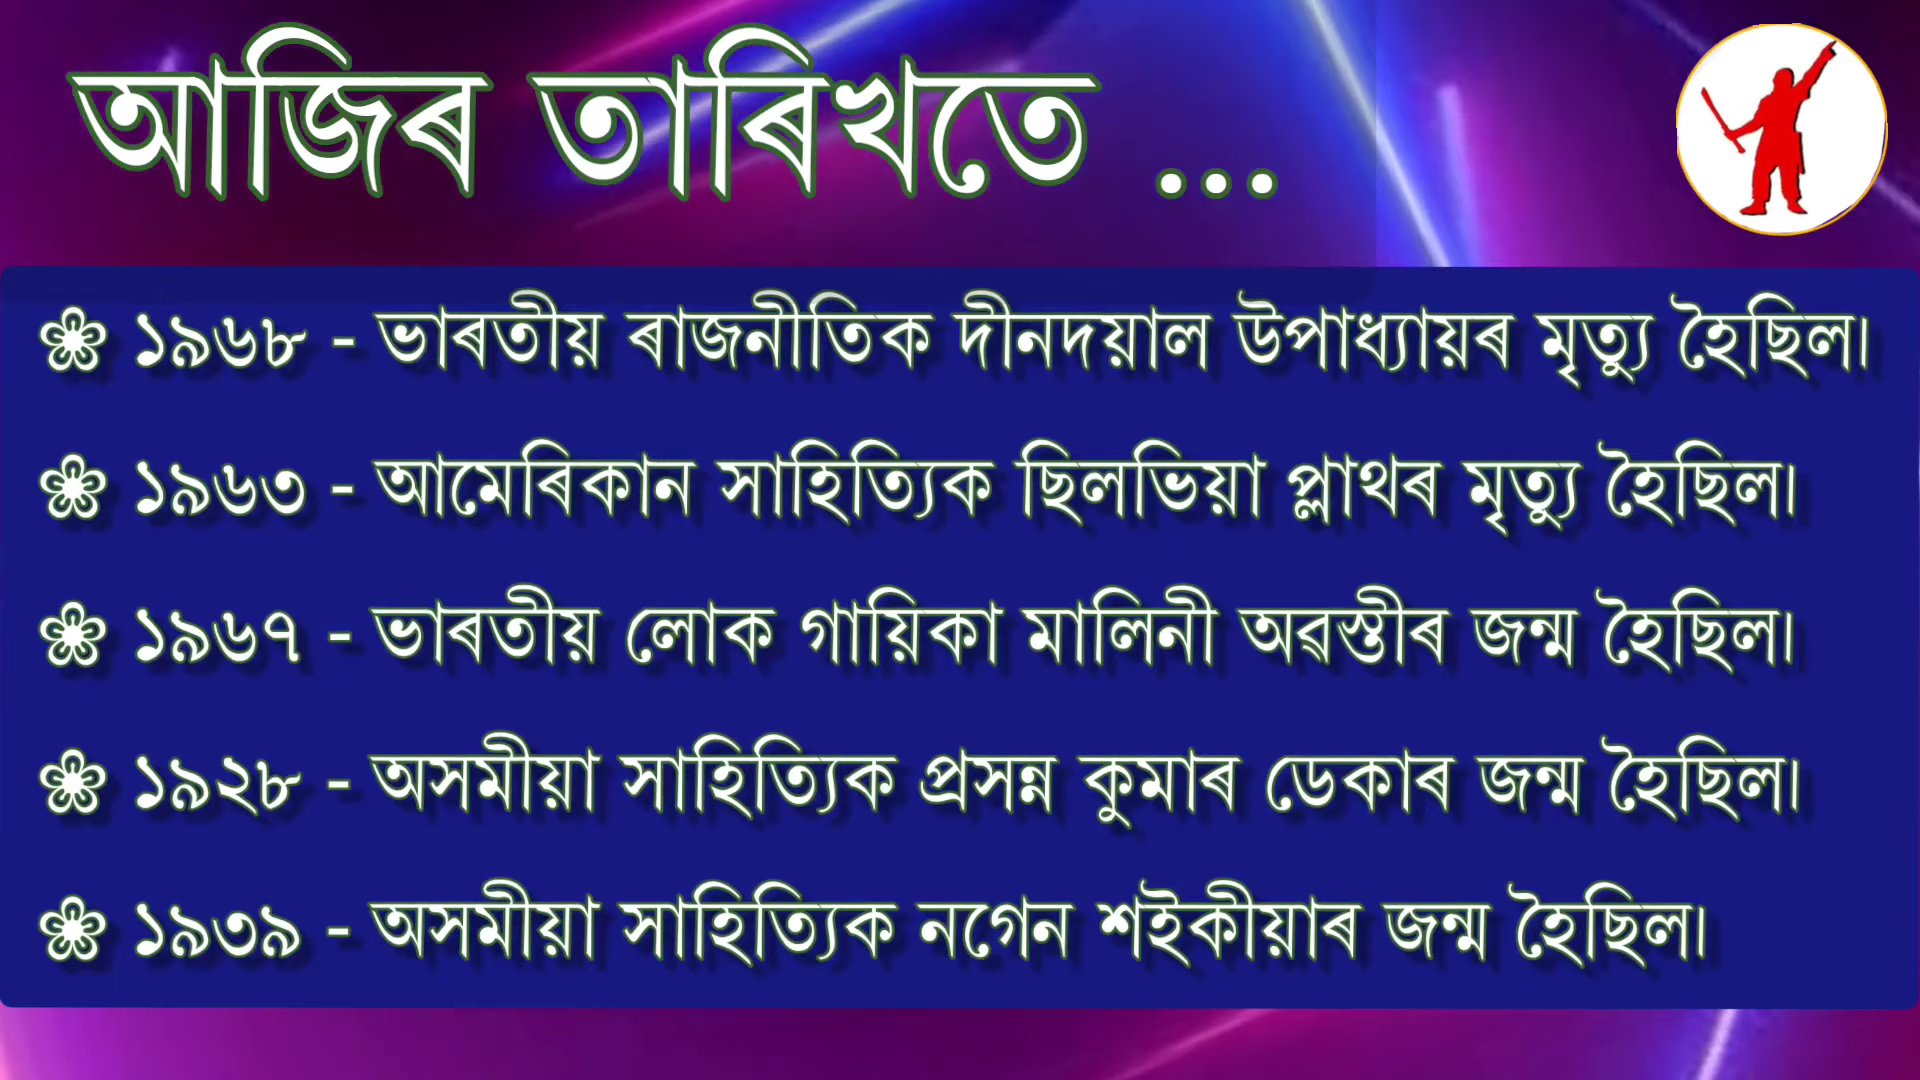 আজিৰ তাৰিখতে ...
❀ ১৯৬৮ - ভাৰতীয় ৰাজনীতিক দীনদয়াল উপাধ্যায়ৰ মৃত্যু হৈছিল।
❀ ১৯৬৩ - আমেৰিকান সাহিত্যিক ছিলভিয়া প্লাথৰ মৃত্যু হৈছিল।
❀ ১৯৬৭ - ভাৰতীয় লোক গায়িকা মালিনী অৱস্তীৰ জন্ম হৈছিল।
❀ ১৯২৮ - অসমীয়া সাহিত্যিক প্ৰসন্ন কুমাৰ ডেকাৰ জন্ম হৈছিল।
❀ ১৯৩৯ - অসমীয়া সাহিত্যিক নগেন শইকীয়াৰ জন্ম হৈছিল।